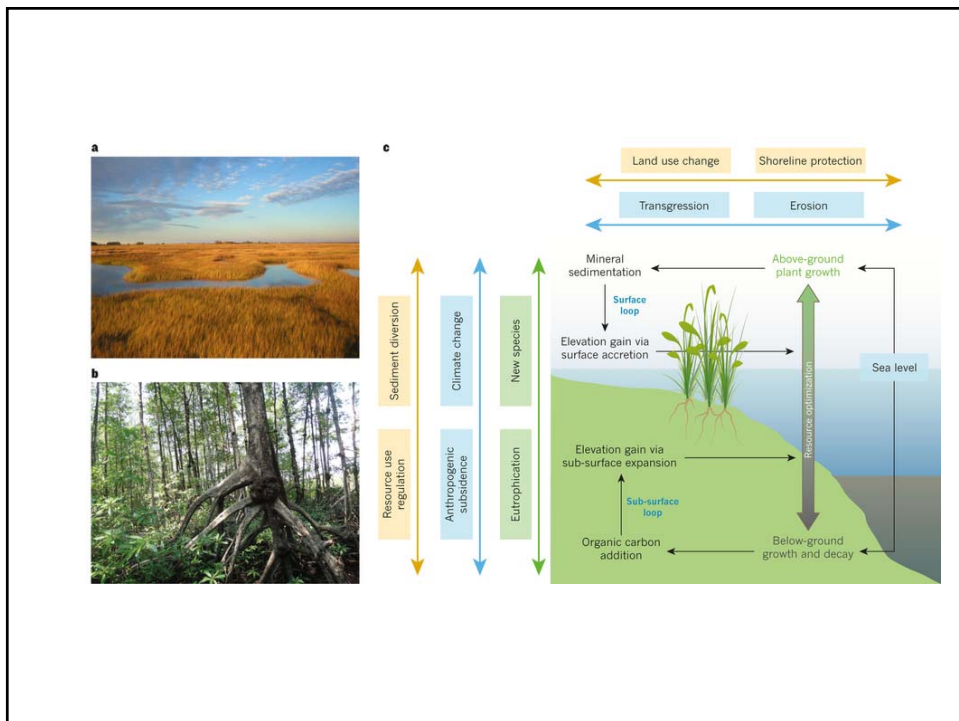 a
b
c
Land use change
Shoreline protection
Transgression
Erosion
Sediment diversion
Resource use
regulation
Climate change
Anthropogenic
subsidence
New species
Eutrophication
Mineral
sedimentation
Above-ground
plant growth
Surface
loop
Elevation gain via
surface accretion
Sea level
Resource optimization
Elevation gain via
sub-surface expansion
Sub-surface
loop
Organic carbon
addition
Below-ground
growth and decay